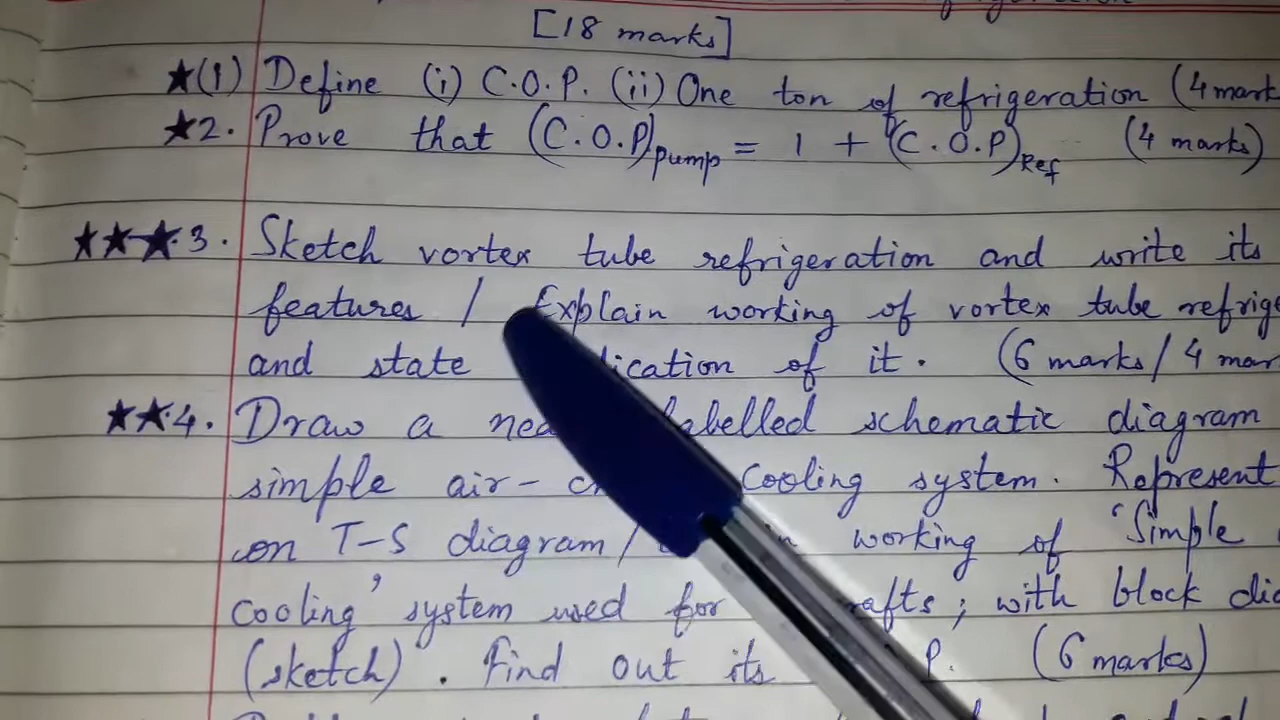 [18 marks]
★(1) Define (i) C.O.P. (ii) One ton of refrigeration (4 mark
★2. Prove that (C.O.P)pump = 1 + (C.O.P)Ref (4 marks)
★★★3. Sketch vortex tube refrigeration and write its
features / Explain working of vortex tube refrige
and state of it. (6 marks/4 mar
★★4. Draw a labelled schematic diagram
simple air- cooling system. Represent
on T-S diagram/ working of 'Simple
cooling' system used for ; with block dia
(sketch). Find out its P. (6 marks)